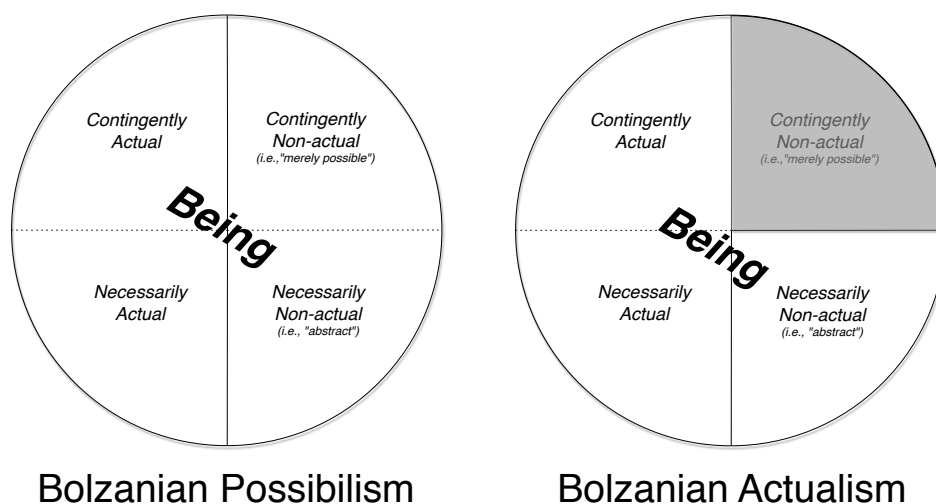 Contingently
Actual
Contingently
Non-actual
(i.e.,"merely possible")
Being
Necessarily
Actual
Necessarily
Non-actual
(i.e., "abstract")
Bolzanian Possibilism
Contingently
Actual
Contingently
Non-actual
(i.e.,"merely possible")
Being
Necessarily
Actual
Necessarily
Non-actual
(i.e., "abstract")
Bolzanian Actualism